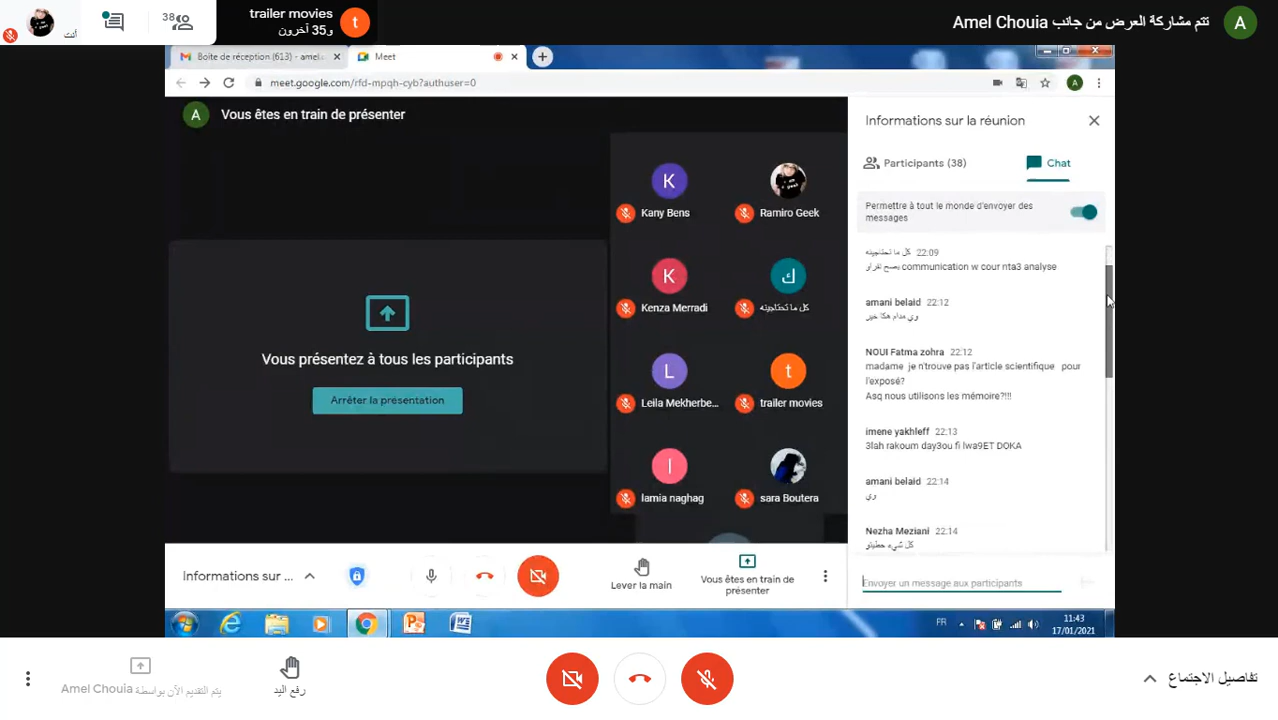 38
أنت
trailer movies
و35 آخرون
t
تتم مشاركة العرض من جانب Amel Chouia
A
Boîte de réception (613) - amel
Meet
meet.google.com/rfd-mpqh-cyb?authuser=0
A
A
Vous êtes en train de présenter
Vous présentez à tous les participants
Arrêter la présentation
K
Kany Bens
Ramiro Geek
K
Kenza Merradi
ك
كل ما تحتاجينه
L
Leila Mekherbe...
t
trailer movies
l
lamia naghag
sara Boutera
Informations sur la réunion
Participants (38)
Chat
Permettre à tout le monde d'envoyer des
messages
كل ما تحتاجينه 22:09
بصح تقراو communication w cour nta3 analyse
amani belaid 22:12
وي مدام هكا خير
NOUI Fatma zohra 22:12
madame je n'trouve pas l'article scientifique pour
l'exposé?
Asq nous utilisons les mémoire?!!!
imene yakhleff 22:13
3lah rakoum day3ou fi lwa9ET DOKA
amani belaid 22:14
وي
Nezha Meziani 22:14
كل شيء حطيتو
Envoyer un message aux participants
Informations sur ...
Lever la main
Vous êtes en train de
présenter
FR
11:43
17/01/2021
يتم التقديم الآن بواسطة Amel Chouia
رفع اليد
تفاصيل الاجتماع